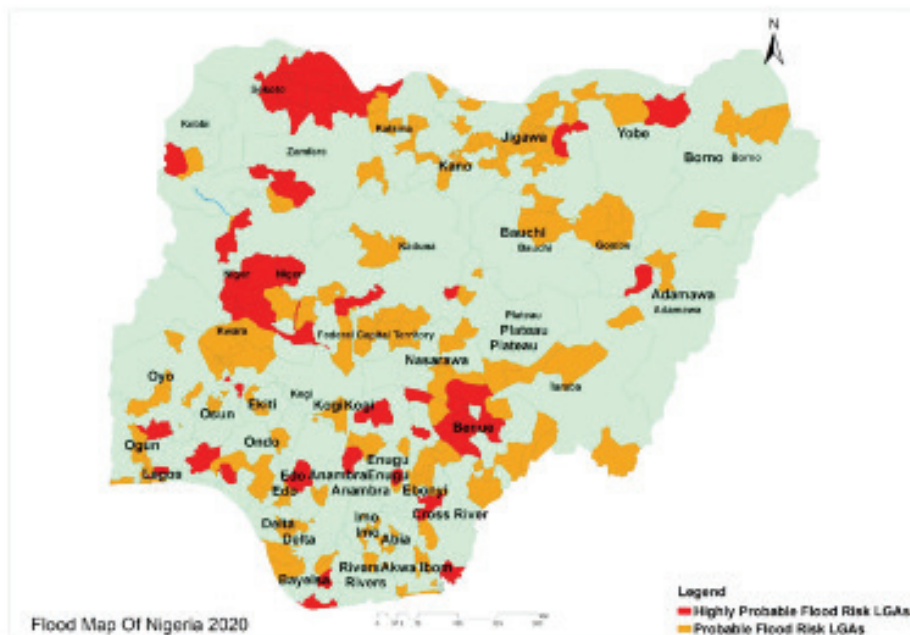 N
Sokoto
Kebbi
Zamfara
Katsina
Kano
Jigawa
Yobe
Borno Borno
Bauchi
Bauchi
Gombe
Kaduna
Niger Niger
Adamawa
Adamawa
Kwara
Federal Capital Territory
Plateau
Plateau
Plateau
Nasarawa
Taraba
Oyo
Osun
Ekiti
Kogi
Kogi Kogi
Benue
Ogun
Lagos
Ondo
Edo
Edo
Enugu
Anambra Enugu
Anambra
Ebonyi
Cross River
Delta
Delta
Imo
Imo
Abia
Bayelsa
Rivers Akwa Ibom
Rivers
Legend
Highly Probable Flood Risk LGAs
Probable Flood Risk LGAs
Flood Map Of Nigeria 2020